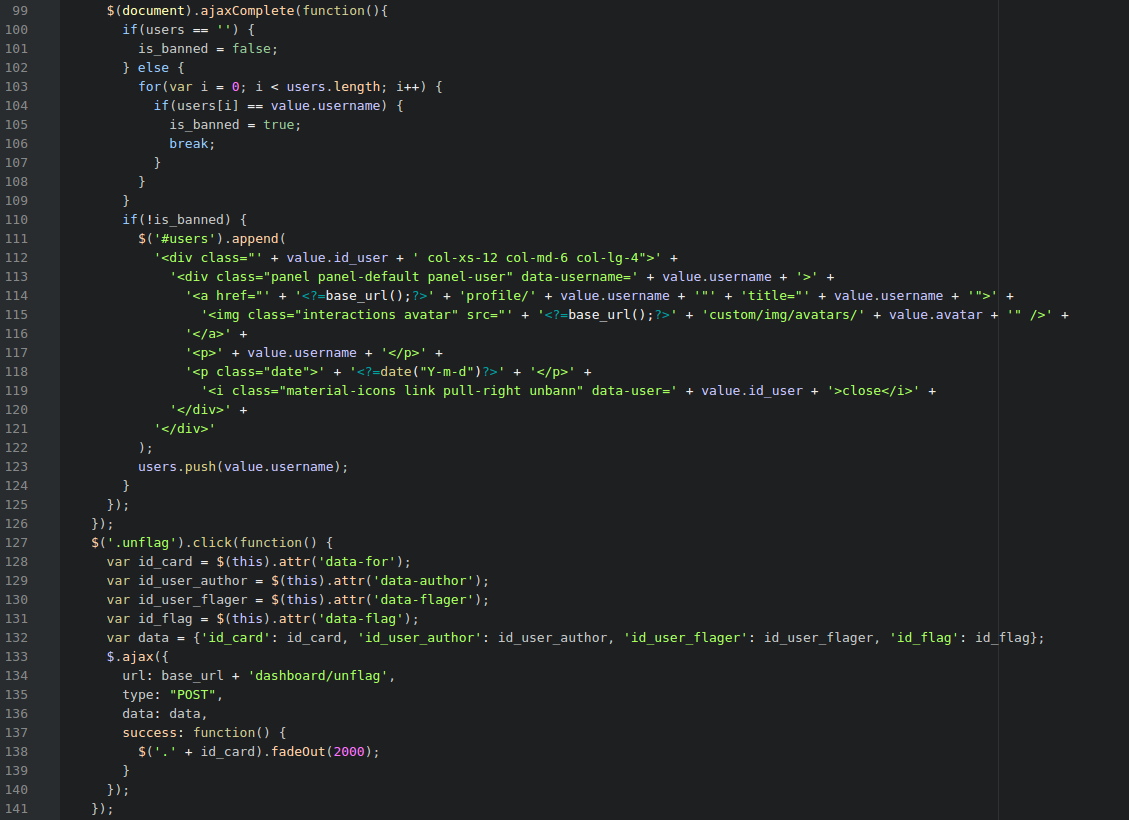 99 $(document).ajaxComplete(function(){
100 if(users == '') {
101 is_banned = false;
102 } else {
103 for(var i = 0; i < users.length; i++) {
104 if(users[i] == value.username) {
105 is_banned = true;
106 break;
107 }
108 }
109 }
110 if(!is_banned) {
111 $('#users').append(
112 '<div class="' + value.id_user + ' col-xs-12 col-md-6 col-lg-4">' +
113 '<div class="panel panel-default panel-user" data-username=' + value.username + '>' +
114 '<a href="' + '<?=base_url();?>' + 'profile/' + value.username + '"' + 'title="' + value.username + '">' +
115 '<img class="interactions avatar" src="' + '<?=base_url();?>' + 'custom/img/avatars/' + value.avatar + '" />' +
116 '</a>' +
117 '<p>' + value.username + '</p>' +
118 '<p class="date">' + '<?=date("Y-m-d")?>' + '</p>' +
119 '<i class="material-icons link pull-right unbann" data-user=' + value.id_user + '>close</i>' +
120 '</div>' +
121 '</div>'
122 );
123 users.push(value.username);
124 }
125 });
126 });
127 $('.unflag').click(function() {
128 var id_card = $(this).attr('data-for');
129 var id_user_author = $(this).attr('data-author');
130 var id_user_flager = $(this).attr('data-flager');
131 var id_flag = $(this).attr('data-flag');
132 var data = {'id_card': id_card, 'id_user_author': id_user_author, 'id_user_flager': id_user_flager, 'id_flag': id_flag};
133 $.ajax({
134 url: base_url + 'dashboard/unflag',
135 type: "POST",
136 data: data,
137 success: function() {
138 $('.' + id_card).fadeOut(2000);
139 }
140 });
141 });